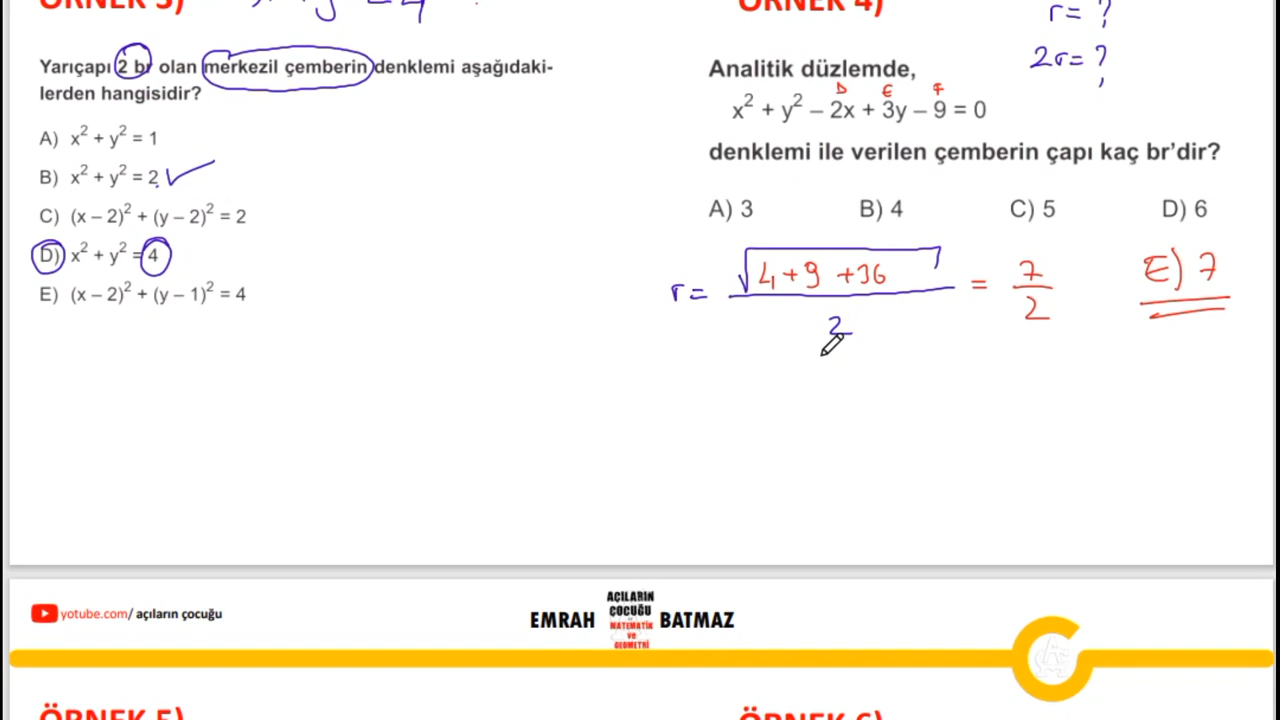 ÖRNEK 3)
Yarıçapı 2 br olan merkezil çemberin denklemi aşağıdaki-
lerden hangisidir?
A) x² + y² = 1
B) x² + y² = 2
C) (x – 2)² + (y – 2)² = 2
D) x² + y² = 4
E) (x – 2)² + (y – 1)² = 4
ÖRNEK 4)
r = ?
2r = ?
Analitik düzlemde,
D E F
x² + y² – 2x + 3y – 9 = 0
denklemi ile verilen çemberin çapı kaç br'dir?
A) 3 B) 4 C) 5 D) 6
r = √4+9+36 / 2 = 7/2 E) 7
yotube.com/ açıların çocuğu
EMRAH BATMAZ
AÇILARIN
ÇOCUĞU
MATEMATİK
ve
GEOMETRİ
ÖRNEK 5)
ÖRNEK 6)